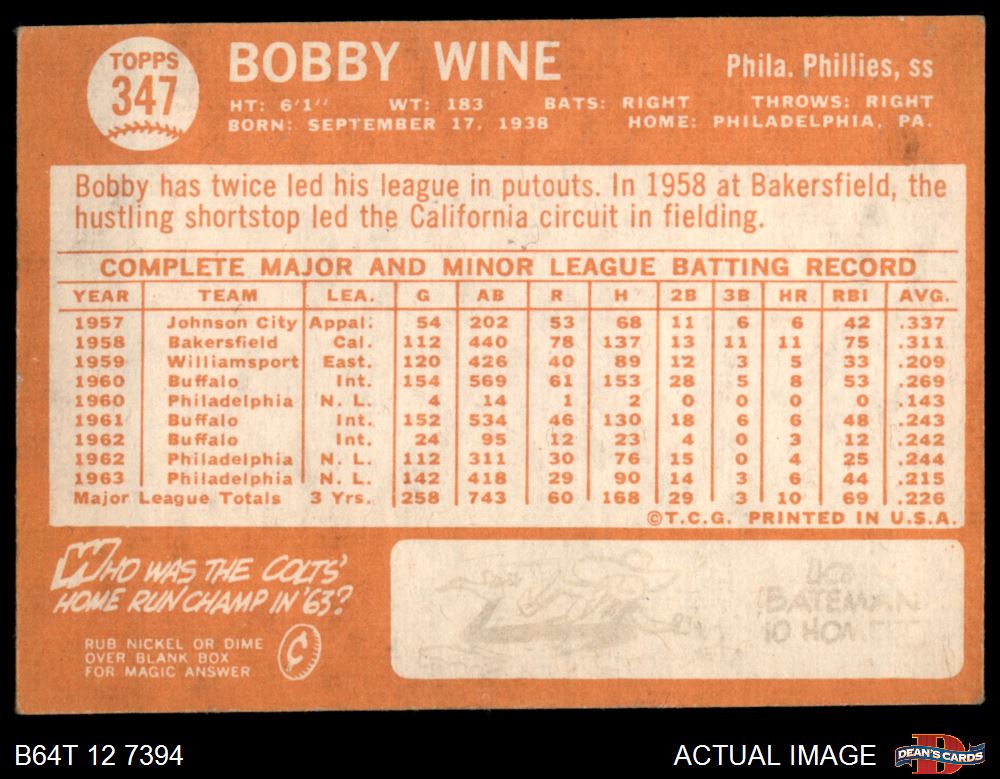 TOPPS
347
BOBBY WINE
Phila. Phillies, ss
HT: 6'1" WT: 183 BATS: RIGHT THROWS: RIGHT
BORN: SEPTEMBER 17, 1938 HOME: PHILADELPHIA, PA.
Bobby has twice led his league in putouts. In 1958 at Bakersfield, the
hustling shortstop led the California circuit in fielding.
COMPLETE MAJOR AND MINOR LEAGUE BATTING RECORD
YEAR TEAM LEA. G AB R H 2B 3B HR RBI AVG.
1957 Johnson City Appal. 54 202 53 68 11 6 6 42 .337
1958 Bakersfield Cal. 112 440 78 137 13 11 11 75 .311
1959 Williamsport East. 120 426 40 89 12 3 5 33 .209
1960 Buffalo Int. 154 569 61 153 28 5 8 53 .269
1960 Philadelphia N. L. 4 14 1 2 0 0 0 0 .143
1961 Buffalo Int. 152 534 46 130 18 6 6 48 .243
1962 Buffalo Int. 24 95 12 23 4 0 3 12 .242
1962 Philadelphia N. L. 112 311 30 76 15 0 4 25 .244
1963 Philadelphia N. L. 142 418 29 90 14 3 6 44 .215
Major League Totals 3 Yrs. 258 743 60 168 29 3 10 69 .226
©T.C.G. PRINTED IN U.S.A.
WHO WAS THE COLTS'
HOME RUN CHAMP IN '63?
RUB NICKEL OR DIME
OVER BLANK BOX
FOR MAGIC ANSWER
¢
BATEMAN
10
B64T 12 7394
ACTUAL IMAGE
DEAN'S CARDS